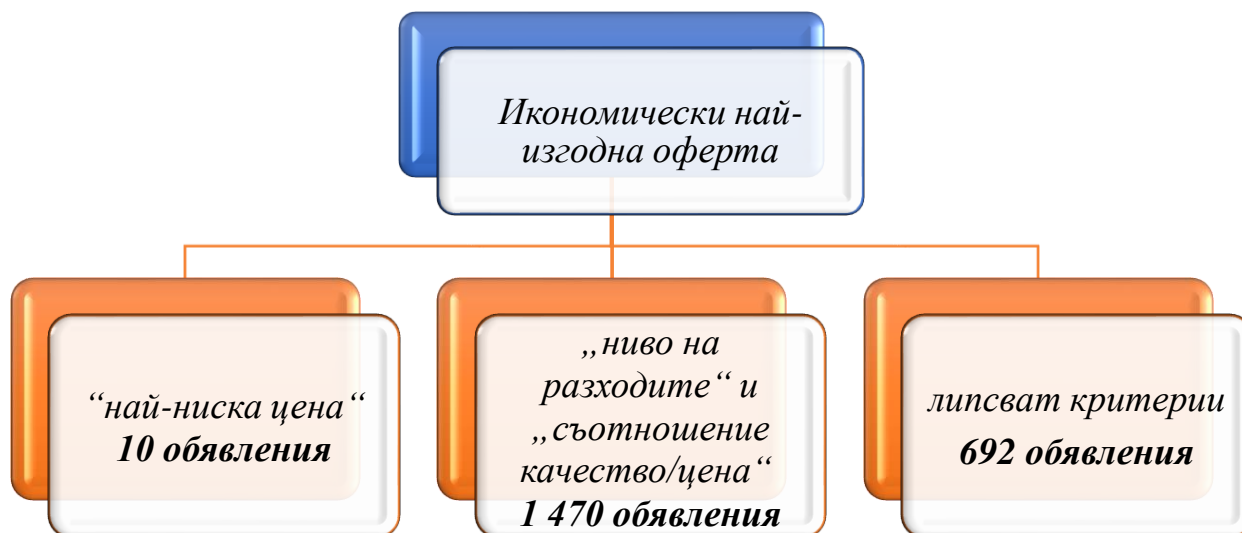 Икономически най-
изгодна оферта
“най-ниска цена“
10 обявления
„ниво на
разходите“ и
„съотношение
качество/цена“
1 470 обявления
липсват критерии
692 обявления